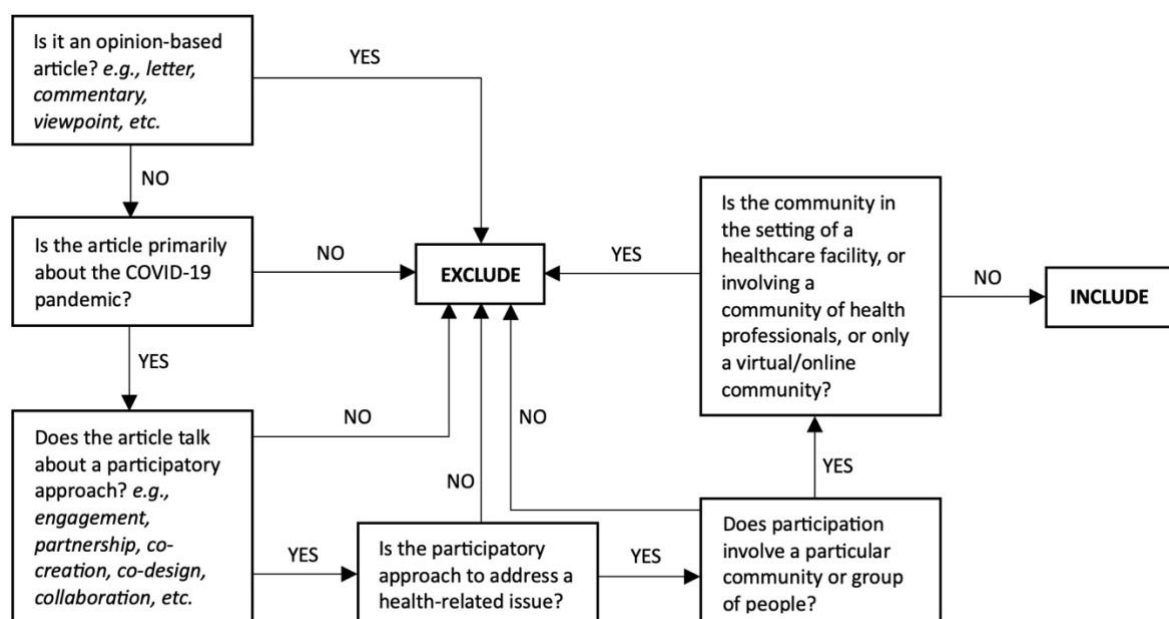 Is it an opinion-based
article? e.g., letter,
commentary,
viewpoint, etc.
YES
NO
Is the article primarily
about the COVID-19
pandemic?
NO
EXCLUDE
YES
Is the community in
the setting of a
healthcare facility, or
involving a
community of health
professionals, or only
a virtual/online
community?
NO
INCLUDE
YES
Does the article talk
about a participatory
approach? e.g.,
engagement,
partnership, co-
creation, co-design,
collaboration, etc.
NO
YES
Is the participatory
approach to address a
health-related issue?
NO
YES
Does participation
involve a particular
community or group
of people?
NO
YES